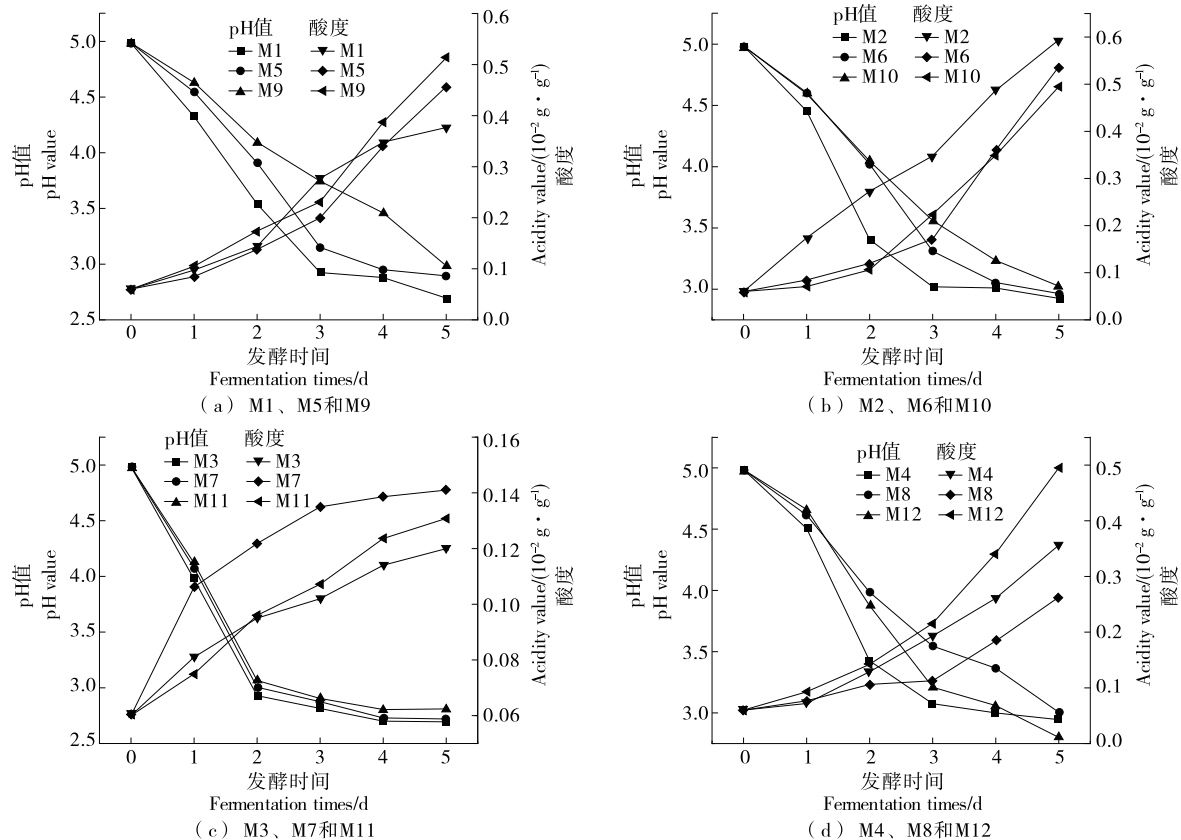 pH值 酸度
M1 M1
M5 M5
M9 M9
5.0
4.5
4.0
3.5
3.0
2.5
pH值
pH value
0.6
0.5
0.4
0.3
0.2
0.1
0.0
Acidity value/(10⁻² g·g⁻¹)
酸度
0 1 2 3 4 5
发酵时间
Fermentation times/d
(a) M1、M5和M9
pH值 酸度
M2 M2
M6 M6
M10 M10
5.0
4.5
4.0
3.5
3.0
pH值
pH value
0.6
0.5
0.4
0.3
0.2
0.1
0.0
Acidity value/(10⁻² g·g⁻¹)
酸度
0 1 2 3 4 5
发酵时间
Fermentation times/d
(b) M2、M6和M10
pH值 酸度
M3 M3
M7 M7
M11 M11
5.0
4.5
4.0
3.5
3.0
2.5
pH值
pH value
0.16
0.14
0.12
0.10
0.08
0.06
Acidity value/(10⁻² g·g⁻¹)
酸度
0 1 2 3 4 5
发酵时间
Fermentation times/d
(c) M3、M7和M11
pH值 酸度
M4 M4
M8 M8
M12 M12
5.0
4.5
4.0
3.5
3.0
pH值
pH value
0.5
0.4
0.3
0.2
0.1
0.0
Acidity value/(10⁻² g·g⁻¹)
酸度
0 1 2 3 4 5
发酵时间
Fermentation times/d
(d) M4、M8和M12